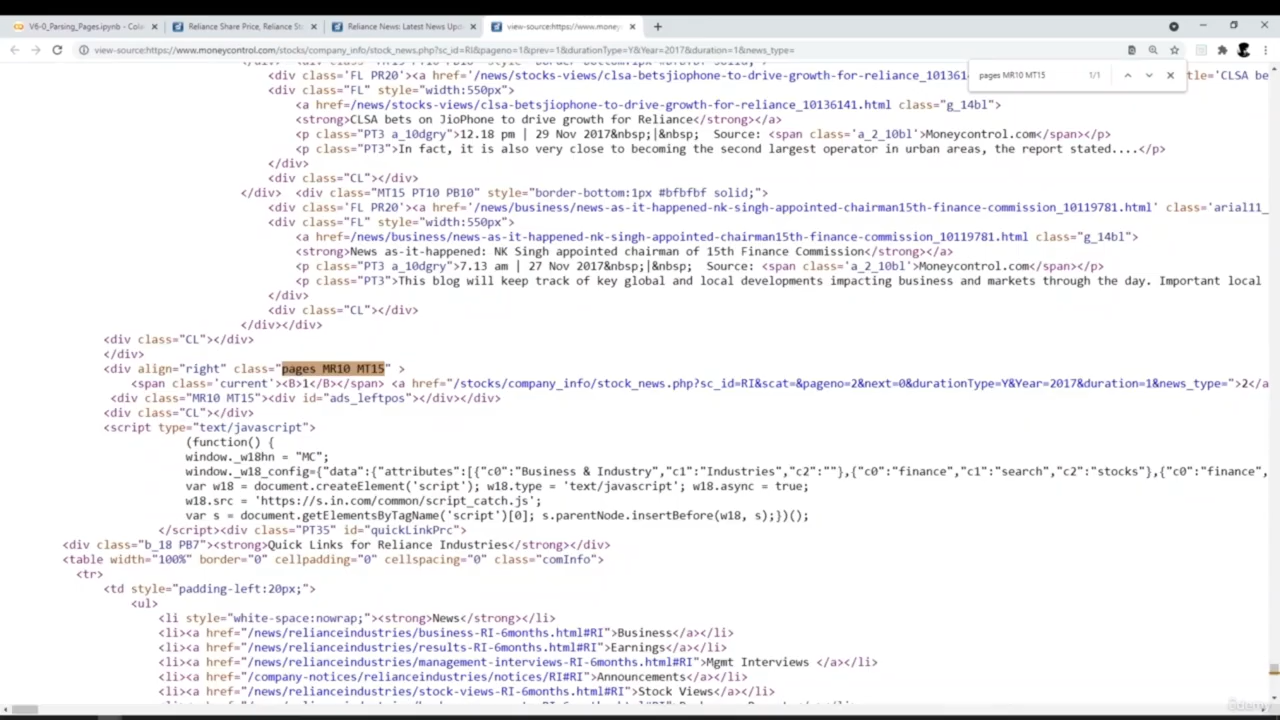 V6-0_Parsing_Pages.ipynb - Cola
Reliance Share Price, Reliance Sto
Reliance News: Latest News Upd
view-source:https://www.money
view-source:https://www.moneycontrol.com/stocks/company_info/stock_news.php?sc_id=RI&pageno=1&prev=1&durationType=Y&Year=2017&duration=1&news_type=
pages MR10 MT15 1/1
<div class='FL PR20'><a href='/news/stocks-views/clsa-betsjiophone-to-drive-growth-for-reliance_1013614 title='CLSA be
<div class="FL" style="width:550px">
<a href=/news/stocks-views/clsa-betsjiophone-to-drive-growth-for-reliance_10136141.html class="g_14bl">
<strong>CLSA bets on JioPhone to drive growth for Reliance</strong></a>
<p class="PT3 a_10dgry">12.18 pm | 29 Nov 2017&nbsp;|&nbsp; Source: <span class='a_2_10bl'>Moneycontrol.com</span></p>
<p class="PT3">In fact, it is also very close to becoming the second largest operator in urban areas, the report stated....</p>
</div>
<div class="CL"></div>
</div> <div class="MT15 PT10 PB10" style="border-bottom:1px #bfbfbf solid;">
<div class='FL PR20'><a href='/news/business/news-as-it-happened-nk-singh-appointed-chairman15th-finance-commission_10119781.html' class='arial11_
<div class="FL" style="width:550px">
<a href=/news/business/news-as-it-happened-nk-singh-appointed-chairman15th-finance-commission_10119781.html class="g_14bl">
<strong>News as-it-happened: NK Singh appointed chairman of 15th Finance Commission</strong></a>
<p class="PT3 a_10dgry">7.13 am | 27 Nov 2017&nbsp;|&nbsp; Source: <span class='a_2_10bl'>Moneycontrol.com</span></p>
<p class="PT3">This blog will keep track of key global and local developments impacting business and markets through the day. Important local
</div>
<div class="CL"></div>
</div></div>
<div class="CL"></div>
</div>
<div align="right" class="pages MR10 MT15" >
<span class='current'><B>1</B></span> <a href="/stocks/company_info/stock_news.php?sc_id=RI&scat=&pageno=2&next=0&durationType=Y&Year=2017&duration=1&news_type=">2</a
<div class="MR10 MT15"><div id="ads_leftpos"></div></div>
<div class="CL"></div>
<script type="text/javascript">
(function() {
window._w18hn = "MC";
window._w18_config={"data":{"attributes":[{"c0":"Business & Industry","c1":"Industries","c2":""},{"c0":"finance","c1":"search","c2":"stocks"},{"c0":"finance",
var w18 = document.createElement('script'); w18.type = 'text/javascript'; w18.async = true;
w18.src = 'https://s.in.com/common/script_catch.js';
var s = document.getElementsByTagName('script')[0]; s.parentNode.insertBefore(w18, s);})();
</script><div class="PT35" id="quickLinkPrc">
<div class="b_18 PB7"><strong>Quick Links for Reliance Industries</strong></div>
<table width="100%" border="0" cellpadding="0" cellspacing="0" class="comInfo">
<tr>
<td style="padding-left:20px;">
<ul>
<li style="white-space:nowrap;"><strong>News</strong></li>
<li><a href="/news/relianceindustries/business-RI-6months.html#RI">Business</a></li>
<li><a href="/news/relianceindustries/results-RI-6months.html#RI">Earnings</a></li>
<li><a href="/news/relianceindustries/management-interviews-RI-6months.html#RI">Mgmt Interviews </a></li>
<li><a href="/company-notices/relianceindustries/notices/RI#RI">Announcements</a></li>
<li><a href="/news/relianceindustries/stock-views-RI-6months.html#RI">Stock Views</a></li>
ûdemy